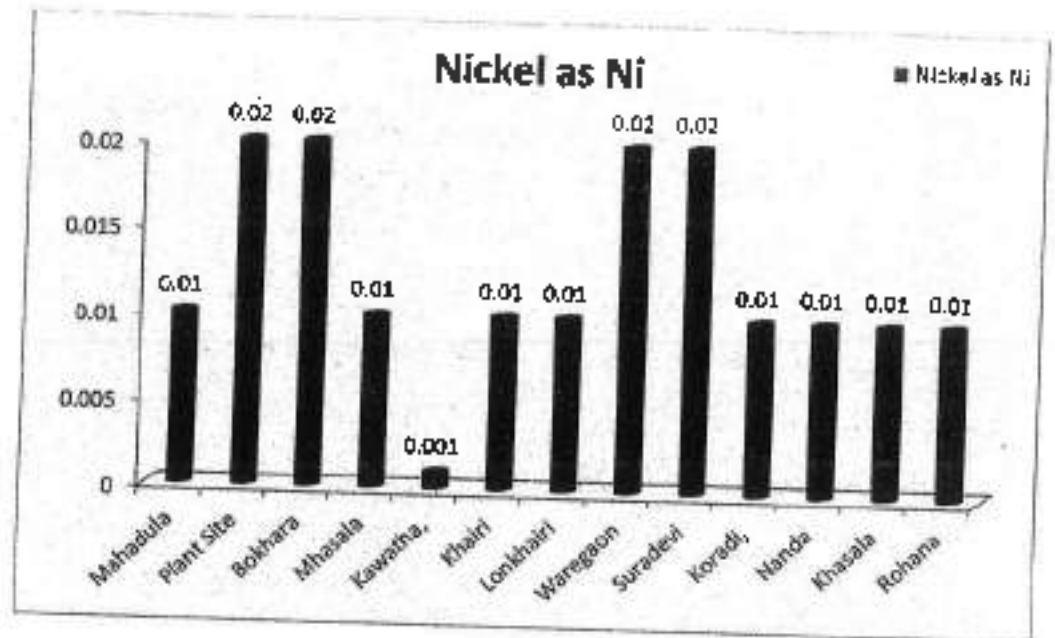 Nickel as Ni
Nickel as Ni
0.02
0.015
0.01
0.005
0
0.01
0.02
0.02
0.01
0.001
0.01
0.01
0.02
0.02
0.01
0.01
0.01
0.01
Mahadula
Plant Site
Bokhara
Mhasala
Kawatha,
Khairi
Lonkhairi
Waregaon
Suradevi
Koradi,
Nanda
Khasala
Rohana